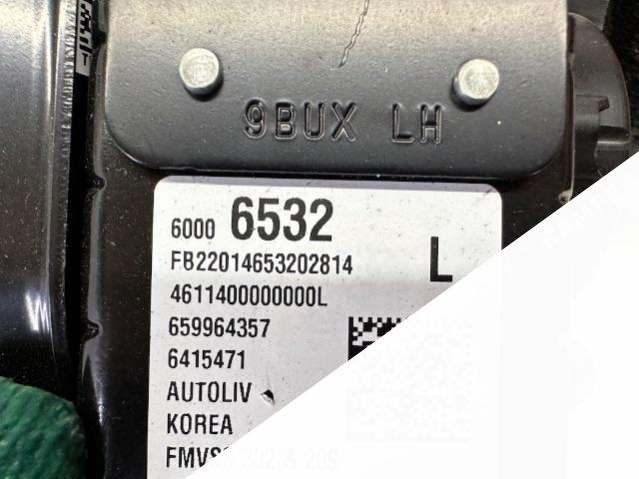 9BUX LH
6000 6532
FB22014653202814 L
4611400000000L
659964357
6415471
AUTOLIV
KOREA